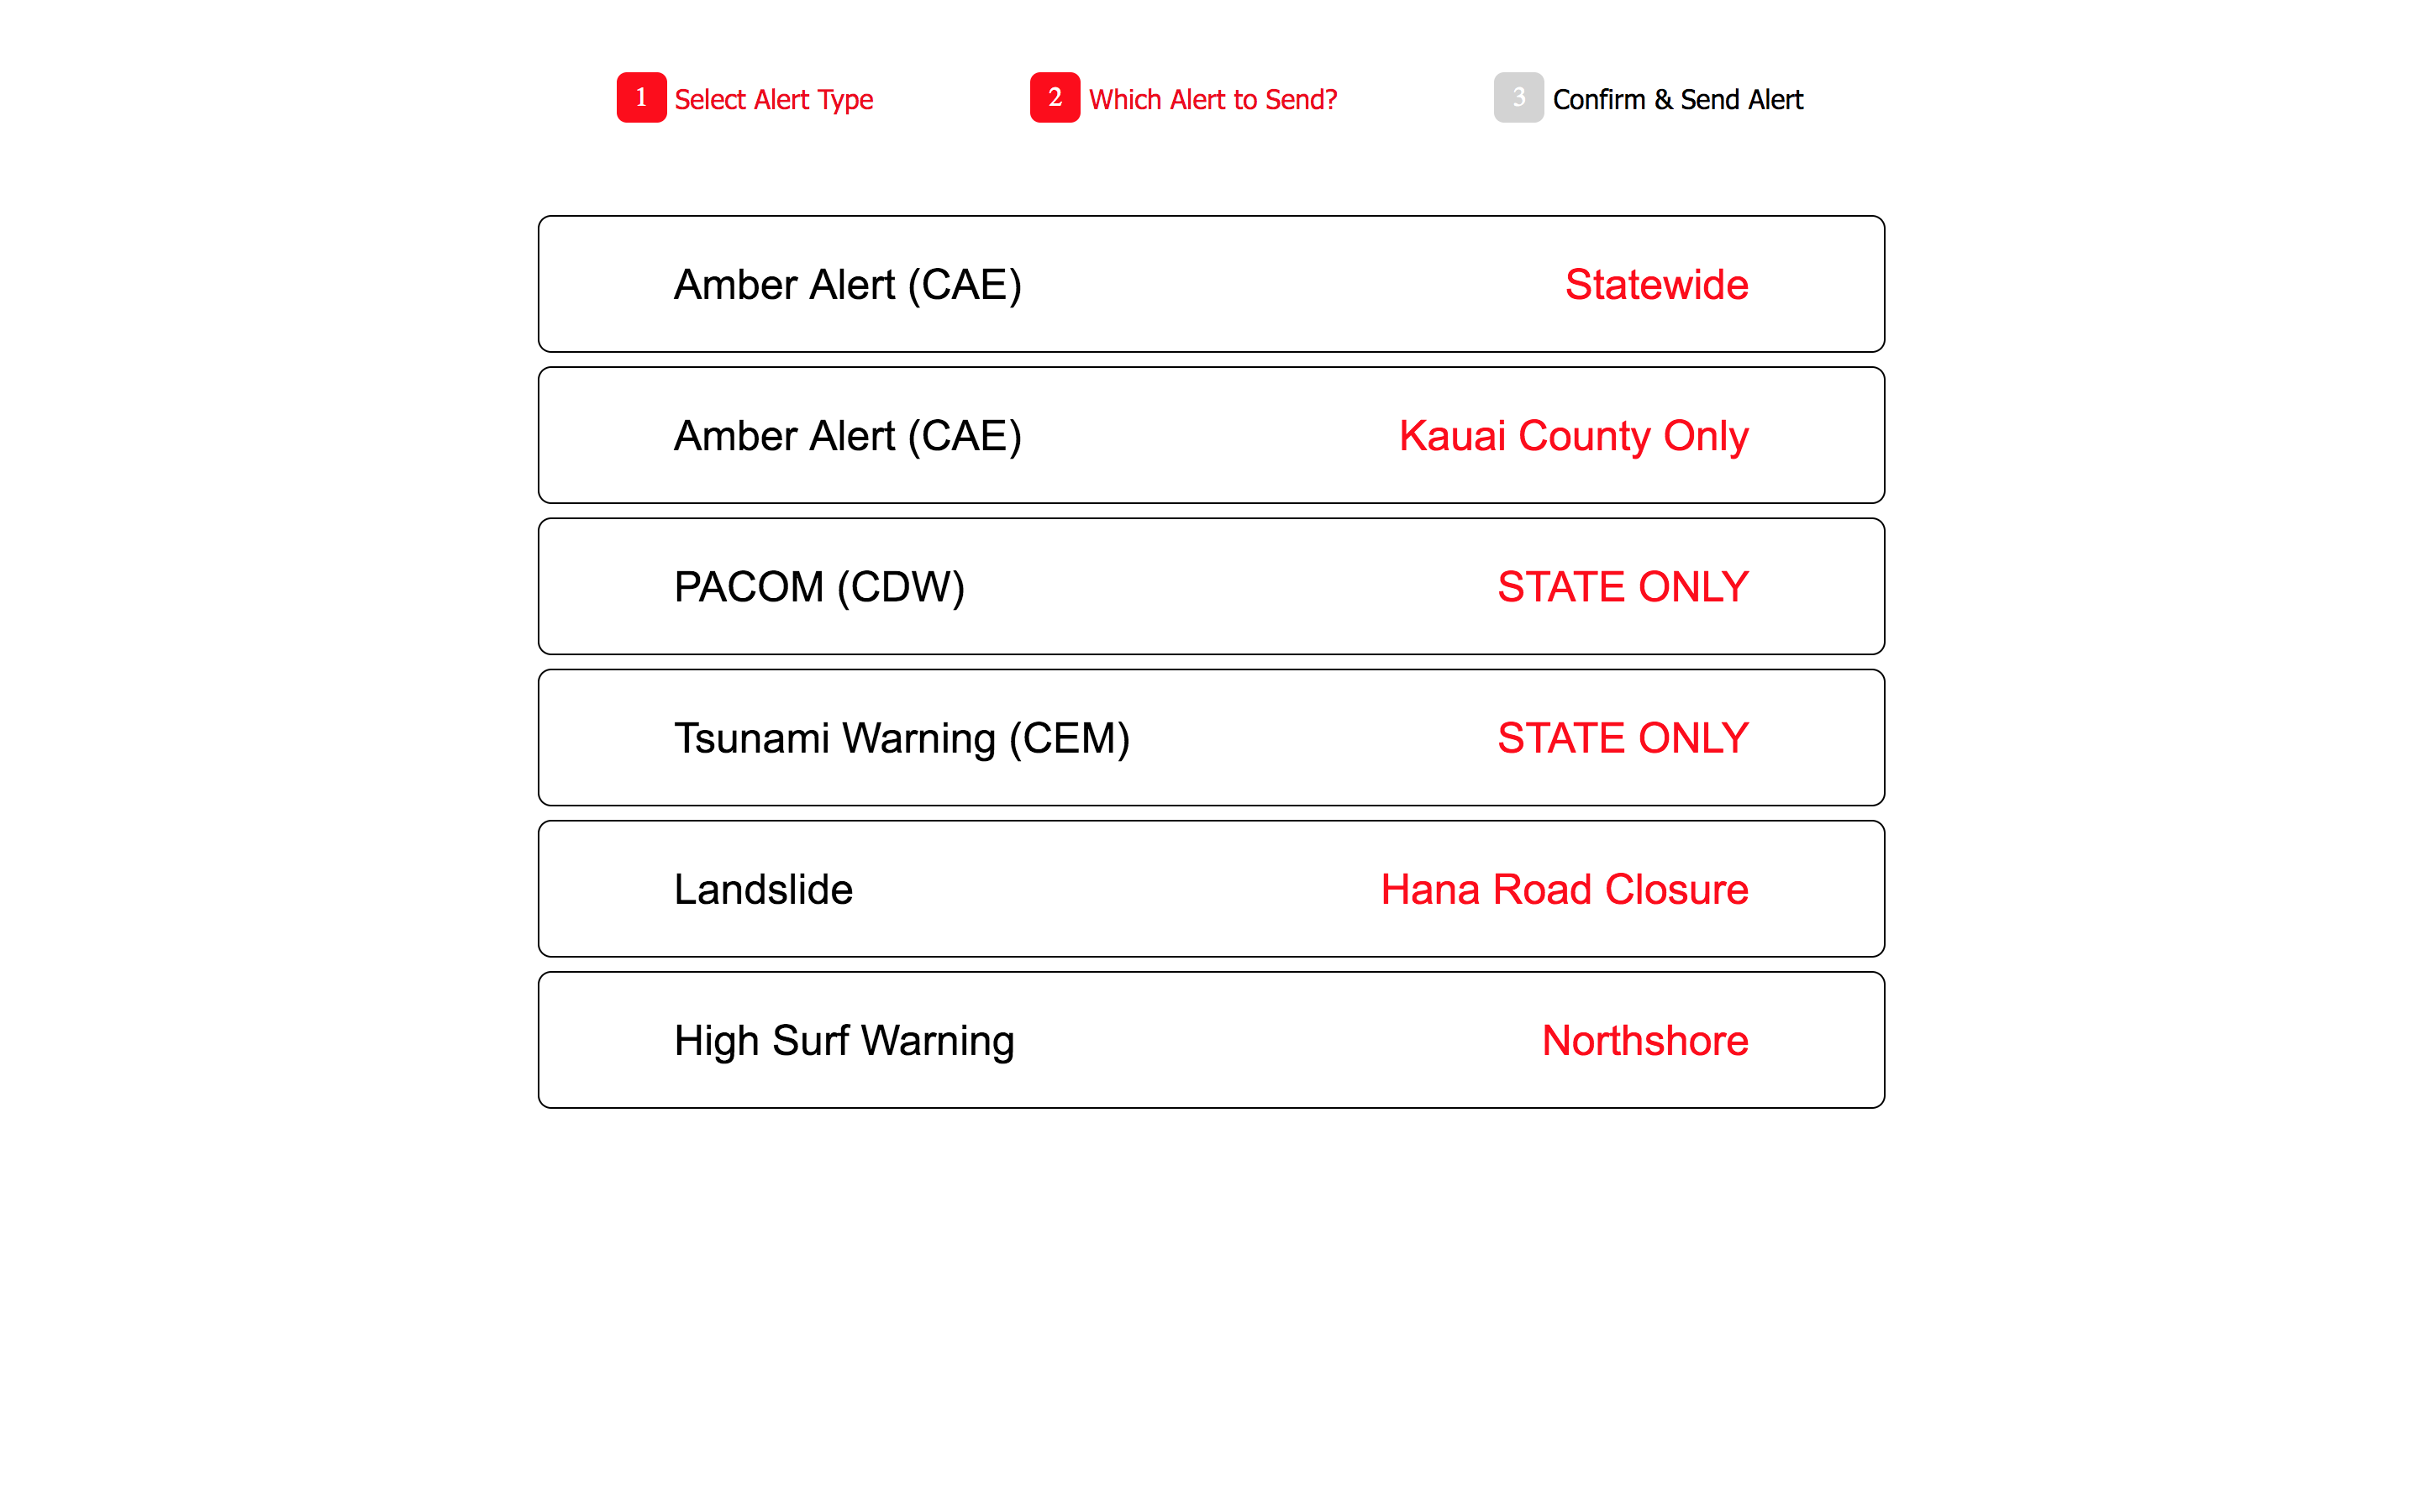 1 Select Alert Type 2 Which Alert to Send? 3 Confirm & Send Alert
Amber Alert (CAE) Statewide
Amber Alert (CAE) Kauai County Only
PACOM (CDW) STATE ONLY
Tsunami Warning (CEM) STATE ONLY
Landslide Hana Road Closure
High Surf Warning Northshore